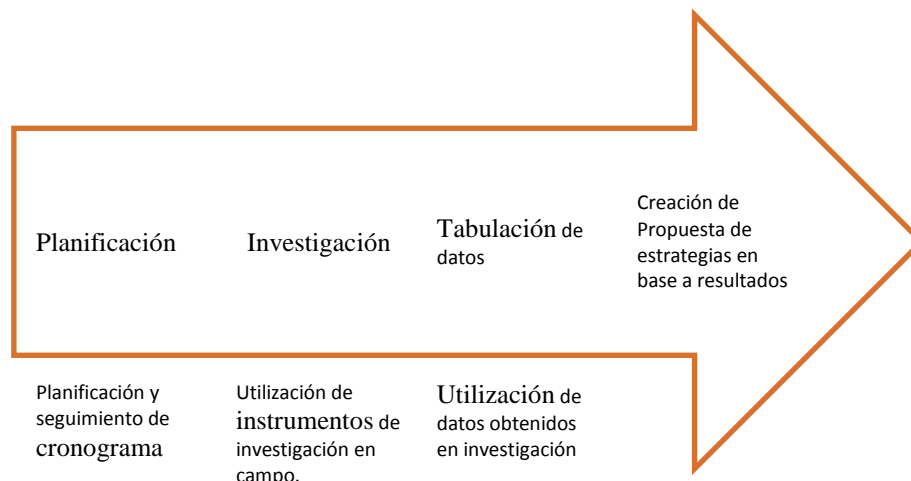 Planificación
Investigación
Tabulación de
datos
Creación de
Propuesta de
estrategias en
base a resultados
Planificación y
seguimiento de
cronograma
Utilización de
instrumentos de
investigación en
campo.
Utilización de
datos obtenidos
en investigación